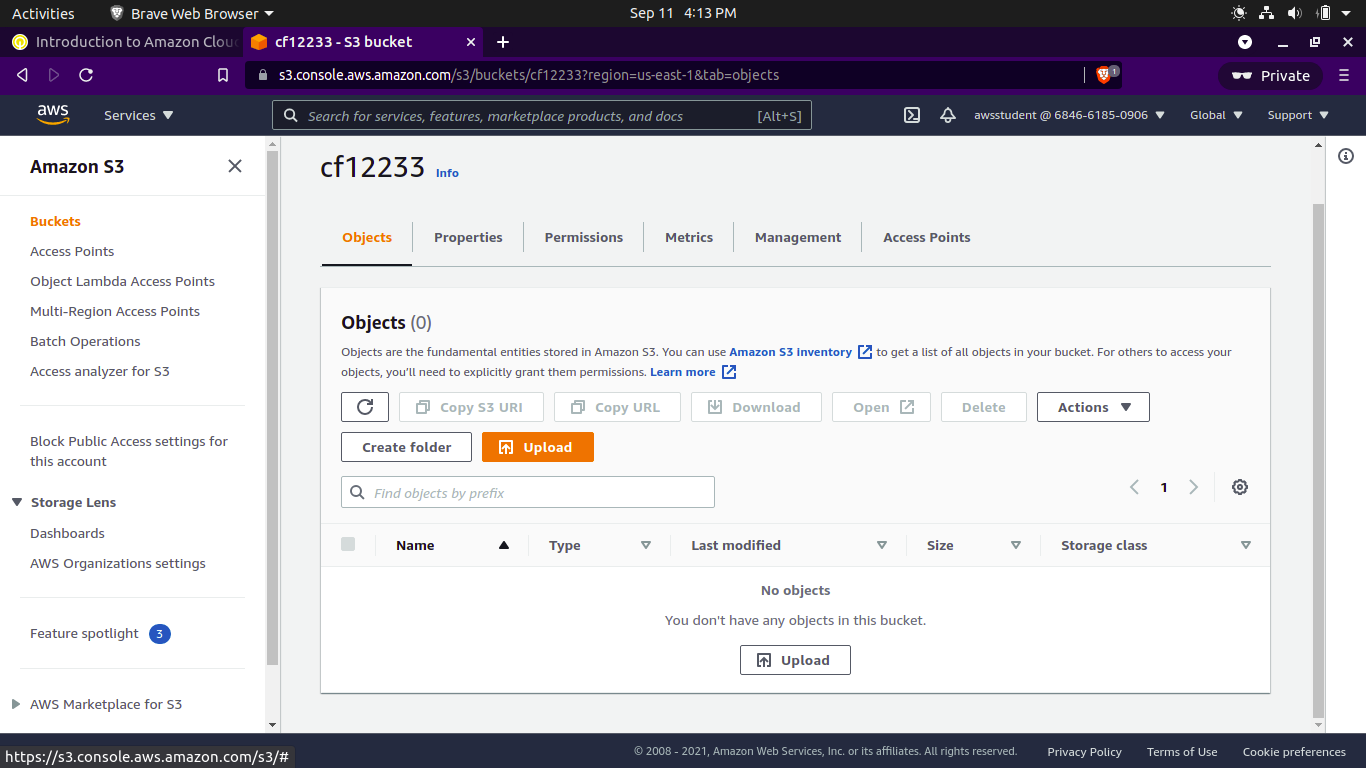 Activities Brave Web Browser Sep 11 4:13 PM
Introduction to Amazon Clou cf12233 - S3 bucket
s3.console.aws.amazon.com/s3/buckets/cf12233?region=us-east-1&tab=objects 1 Private
aws Services Search for services, features, marketplace products, and docs [Alt+S] awsstudent @ 6846-6185-0906 Global Support
Amazon S3
Buckets
Access Points
Object Lambda Access Points
Multi-Region Access Points
Batch Operations
Access analyzer for S3
Block Public Access settings for
this account
Storage Lens
Dashboards
AWS Organizations settings
Feature spotlight 3
AWS Marketplace for S3
cf12233 Info
Objects Properties Permissions Metrics Management Access Points
Objects (0)
Objects are the fundamental entities stored in Amazon S3. You can use Amazon S3 inventory to get a list of all objects in your bucket. For others to access your
objects, you'll need to explicitly grant them permissions. Learn more
Copy S3 URI Copy URL Download Open Delete Actions
Create folder Upload
Find objects by prefix 1
Name Type Last modified Size Storage class
No objects
You don't have any objects in this bucket.
Upload
© 2008 - 2021, Amazon Web Services, Inc. or its affiliates. All rights reserved. Privacy Policy Terms of Use Cookie preferences
https://s3.console.aws.amazon.com/s3/#